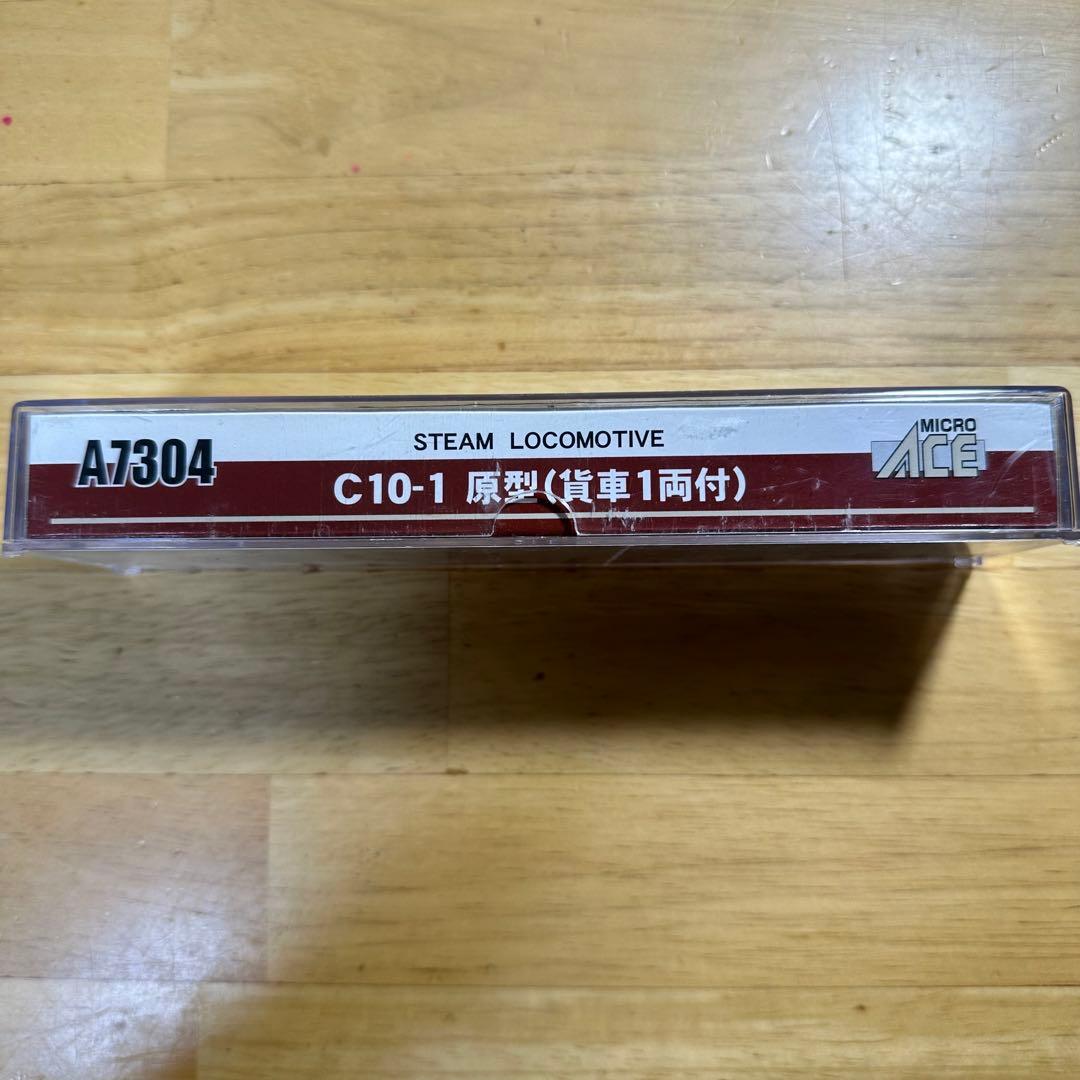 A7304
STEAM LOCOMOTIVE
C10-1 原型(貨車1両付)
MICRO
ACE